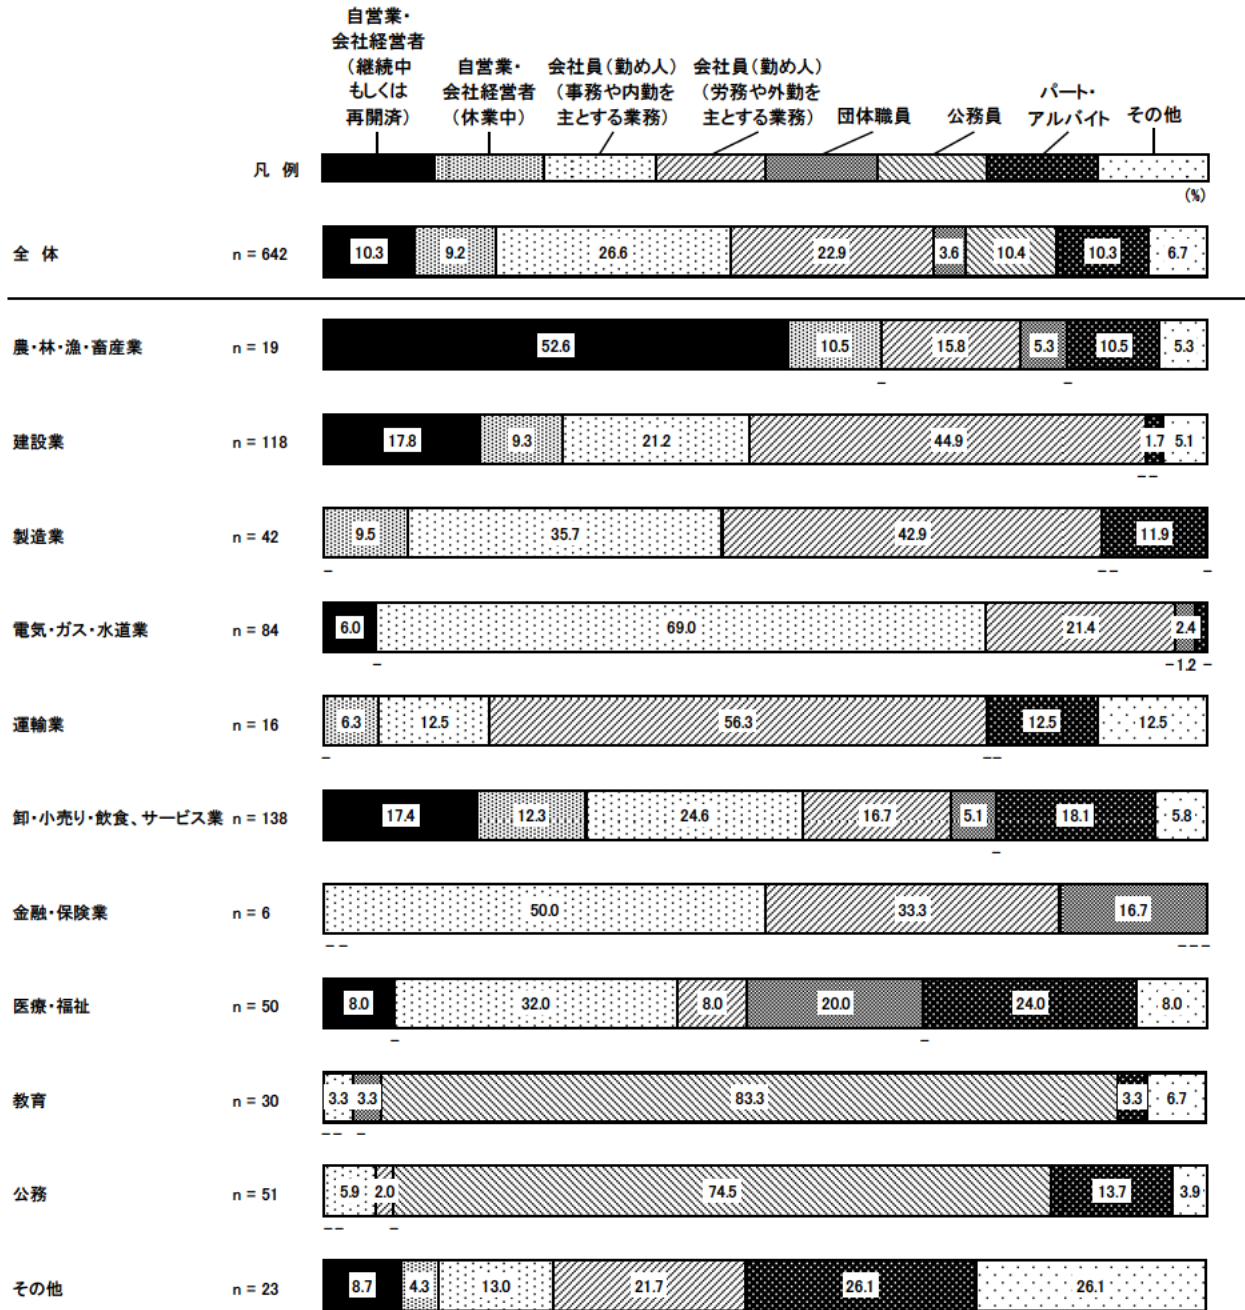 自営業・
会社経営者
（継続中
もしくは
再開済）
自営業・
会社経営者
（休業中）
会社員（勤め人）
（事務や内勤を
主とする業務）
会社員（勤め人）
（労務や外勤を
主とする業務）
団体職員
公務員
パート・
アルバイト
その他
凡 例
(%)
全 体 n = 642 10.3 9.2 26.6 22.9 3.6 10.4 10.3 6.7
農・林・漁・畜産業 n = 19 52.6 10.5 15.8 5.3 10.5 5.3
- -
建設業 n = 118 17.8 9.3 21.2 44.9 1.7 5.1
- -
製造業 n = 42 9.5 35.7 42.9 11.9
- - - -
電気・ガス・水道業 n = 84 6.0 69.0 21.4 2.4
- - 1.2 -
運輸業 n = 16 6.3 12.5 56.3 12.5 12.5
- - -
卸・小売り・飲食、サービス業 n = 138 17.4 12.3 24.6 16.7 5.1 18.1 5.8
-
金融・保険業 n = 6 50.0 33.3 16.7
- - - - -
医療・福祉 n = 50 8.0 32.0 8.0 20.0 24.0 8.0
- -
教育 n = 30 3.3 3.3 83.3 3.3 6.7
- - -
公務 n = 51 5.9 2.0 74.5 13.7 3.9
- - -
その他 n = 23 8.7 4.3 13.0 21.7 26.1 26.1